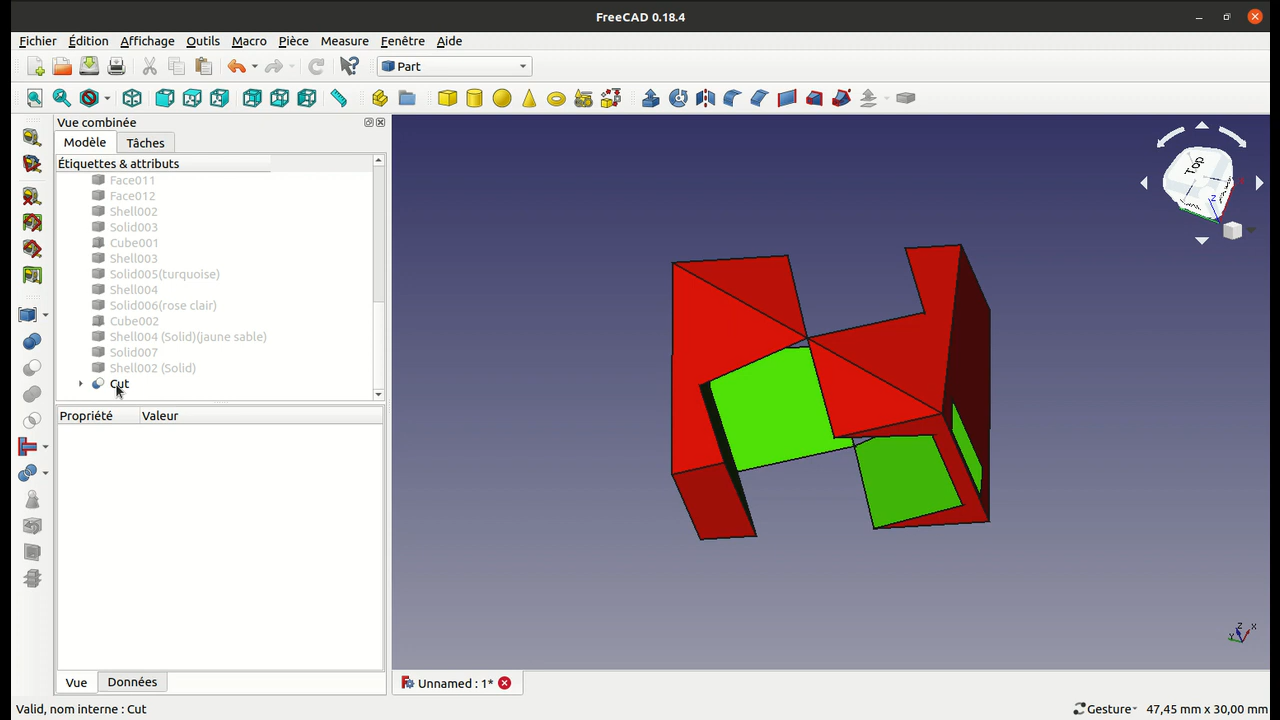 FreeCAD 0.18.4
Fichier Édition Affichage Outils Macro Pièce Measure Fenêtre Aide
Part
Vue combinée
Modèle Tâches
Étiquettes & attributs
Face011
Face012
Shell002
Solid003
Cube001
Shell003
Solid005(turquoise)
Shell004
Solid006(rose clair)
Cube002
Shell004 (Solid)(jaune sable)
Solid007
Shell002 (Solid)
Cut
Propriété Valeur
Vue Données
Top
Z
Z X Y
Unnamed : 1*
Valid, nom interne : Cut
Gesture 47,45 mm x 30,00 mm